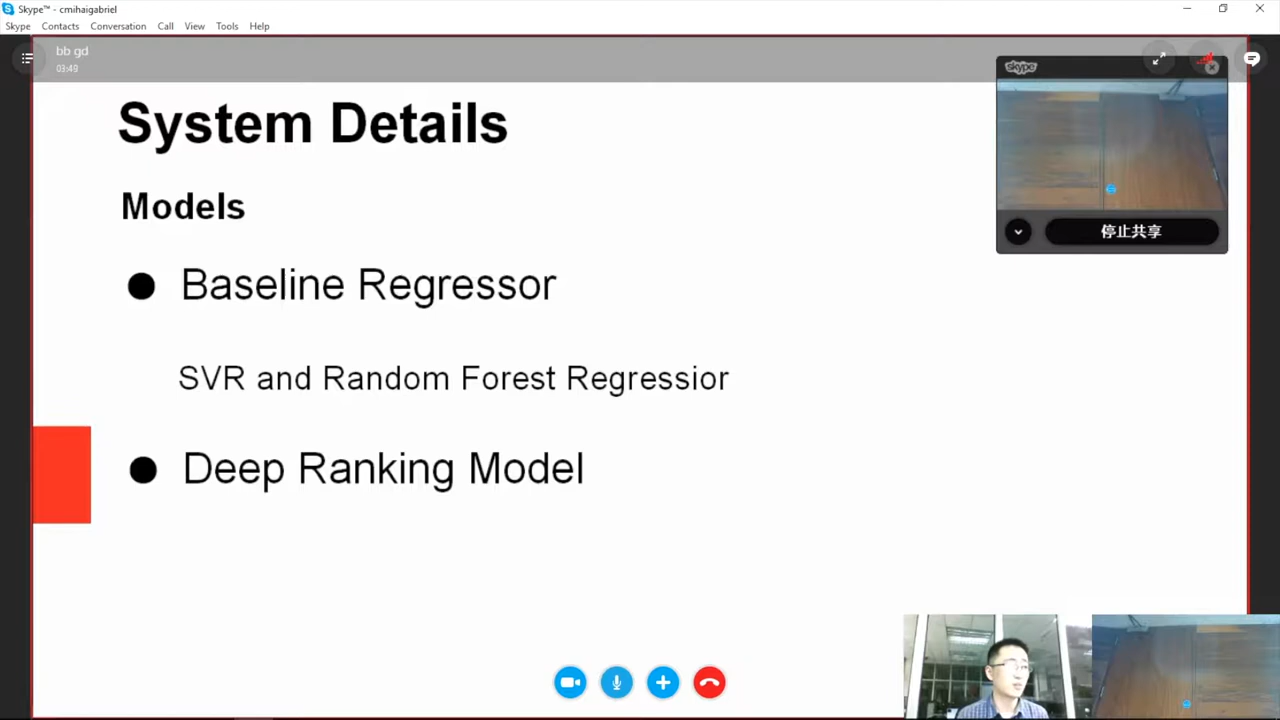 Skype™ - cmihaigabriel
Skype Contacts Conversation Call View Tools Help
bb gd
03:49
skype
停止共享
System Details
Models
● Baseline Regressor
SVR and Random Forest Regressior
● Deep Ranking Model